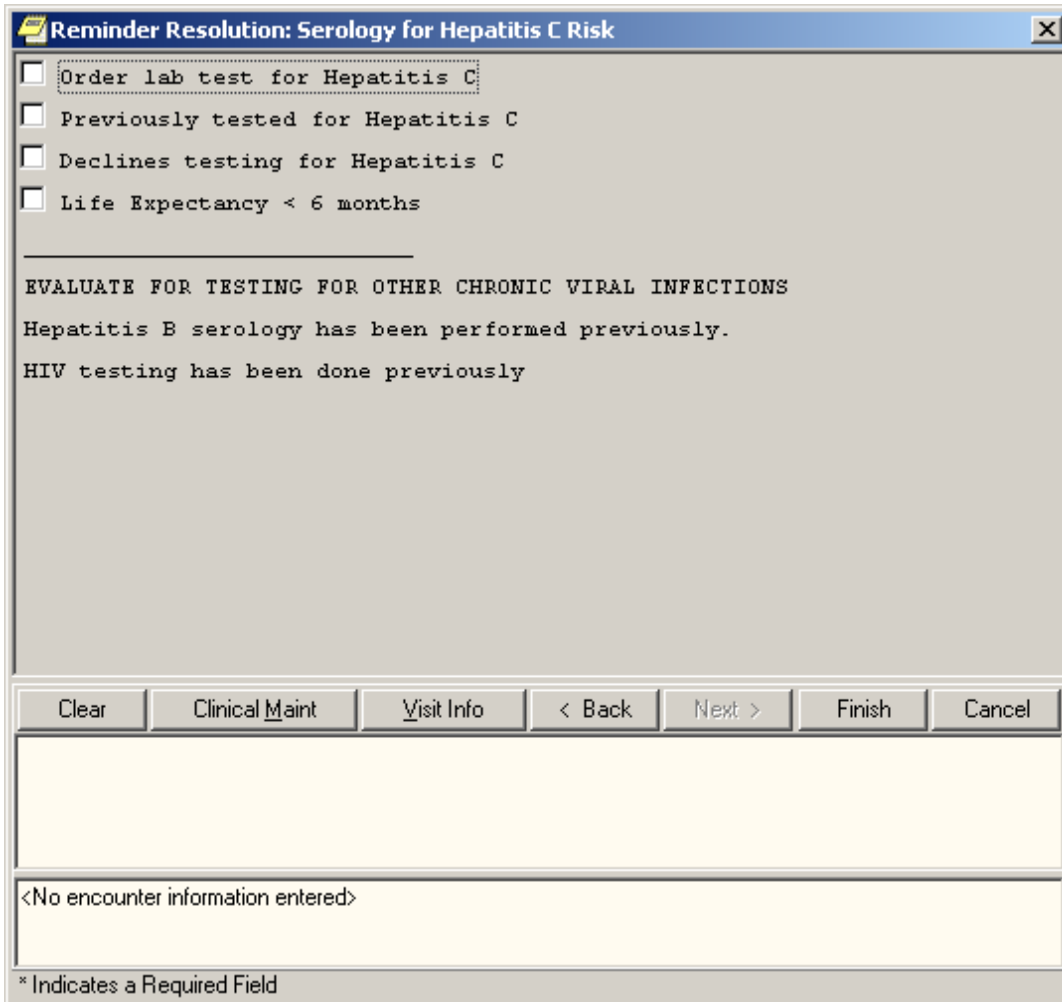 Reminder Resolution: Serology for Hepatitis C Risk
Order lab test for Hepatitis C
Previously tested for Hepatitis C
Declines testing for Hepatitis C
Life Expectancy < 6 months
EVALUATE FOR TESTING FOR OTHER CHRONIC VIRAL INFECTIONS
Hepatitis B serology has been performed previously.
HIV testing has been done previously
Clear Clinical Maint Visit Info < Back Next > Finish Cancel
<No encounter information entered>
* Indicates a Required Field